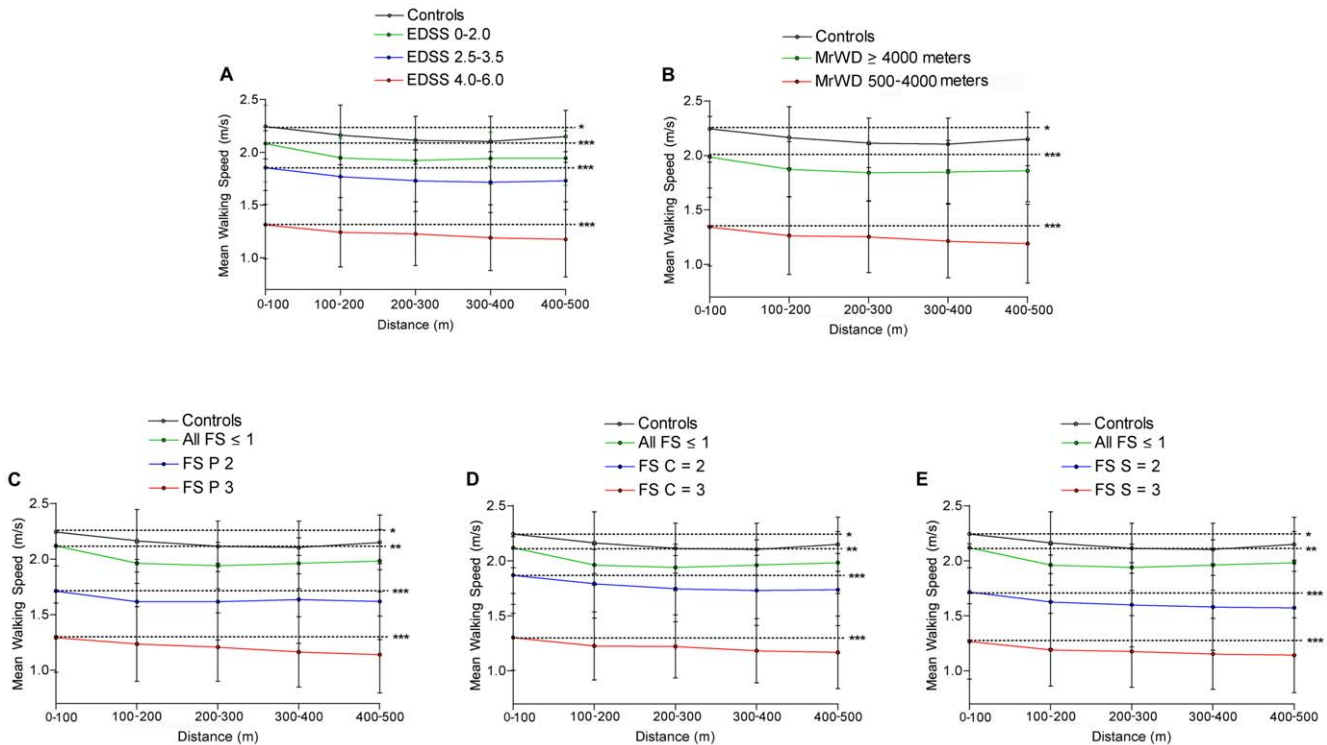 Controls
EDSS 0-2.0
EDSS 2.5-3.5
EDSS 4.0-6.0
A
2.5
2.0
1.5
1.0
Mean Walking Speed (m/s)
*
***
***
***
0-100 100-200 200-300 300-400 400-500
Distance (m)
Controls
MrWD ≥ 4000 meters
MrWD 500-4000 meters
B
2.5
2.0
1.5
1.0
Mean Walking Speed (m/s)
*
***
***
0-100 100-200 200-300 300-400 400-500
Distance (m)
Controls
All FS ≤ 1
FS P 2
FS P 3
C
2.5
2.0
1.5
1.0
Mean Walking Speed (m/s)
*
**
***
***
0-100 100-200 200-300 300-400 400-500
Distance (m)
Controls
All FS ≤ 1
FS C = 2
FS C = 3
D
2.5
2.0
1.5
1.0
Mean Walking Speed (m/s)
*
**
***
***
0-100 100-200 200-300 300-400 400-500
Distance (m)
Controls
All FS ≤ 1
FS S = 2
FS S = 3
E
2.5
2.0
1.5
1.0
Mean Walking Speed (m/s)
*
**
***
***
0-100 100-200 200-300 300-400 400-500
Distance (m)